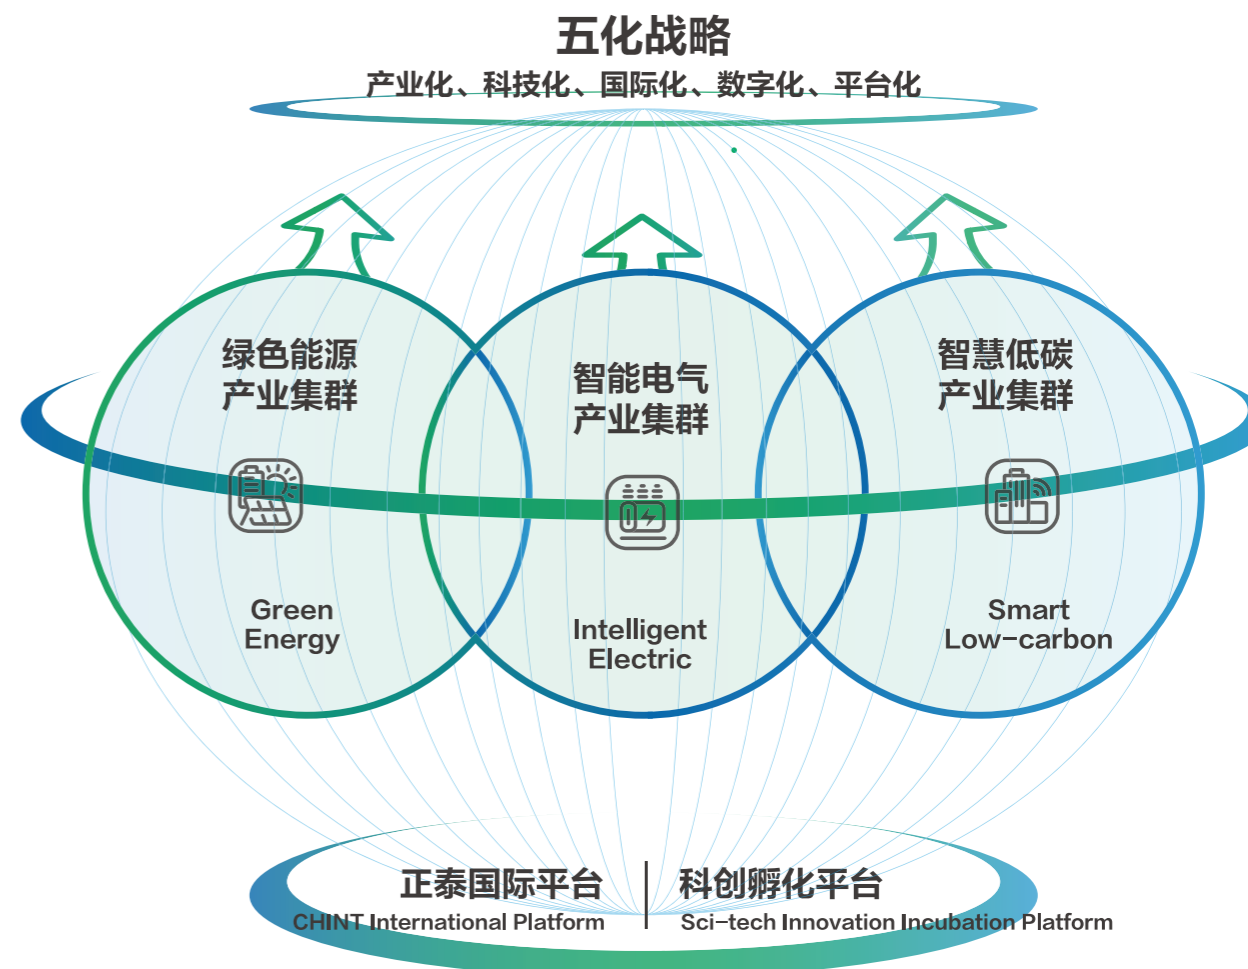 五化战略
产业化、科技化、国际化、数字化、平台化
绿色能源
产业集群
Green
Energy
智能电气
产业集群
Intelligent
Electric
智慧低碳
产业集群
Smart
Low-carbon
正泰国际平台
CHINT International Platform
科创孵化平台
Sci-tech Innovation Incubation Platform